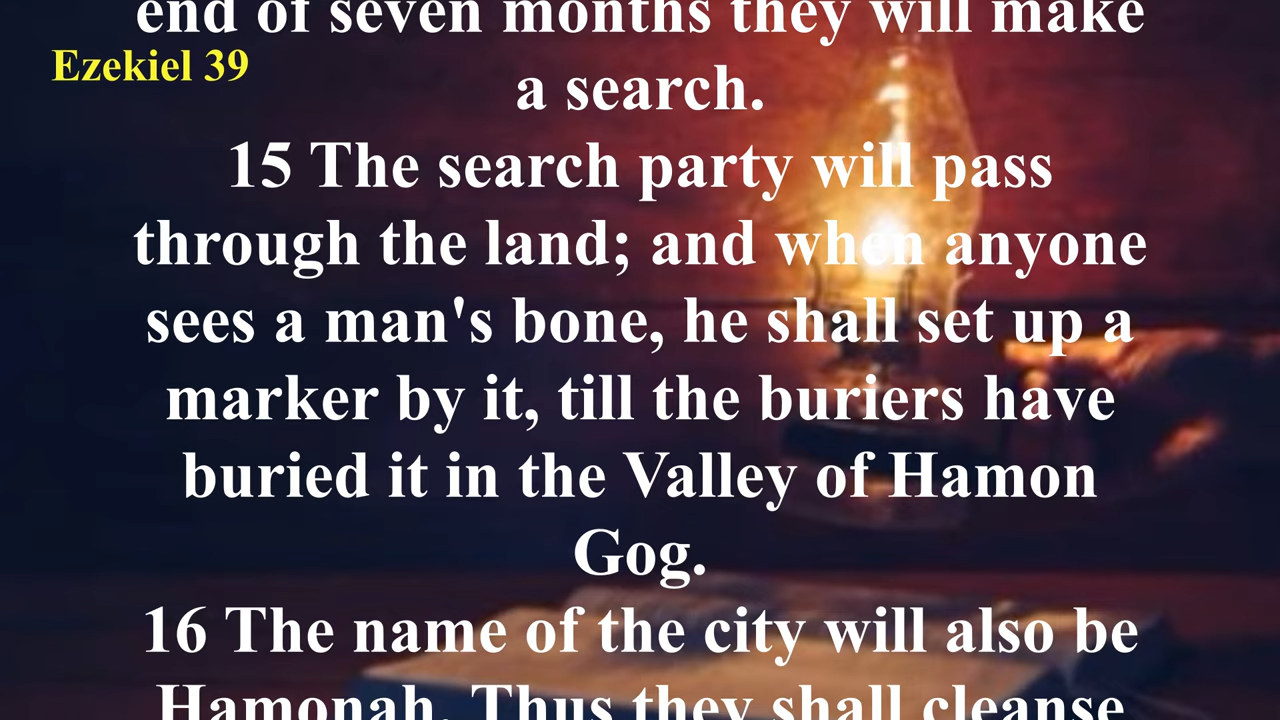 end of seven months they will make
Ezekiel 39
a search.
15 The search party will pass
through the land; and when anyone
sees a man's bone, he shall set up a
marker by it, till the buriers have
buried it in the Valley of Hamon
Gog.
16 The name of the city will also be
Hamonah. Thus they shall cleanse